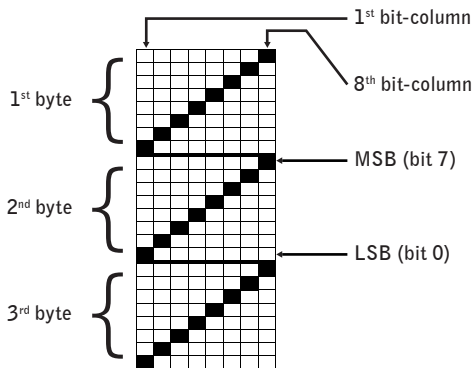 1st bit-column
8th bit-column
1st byte
MSB (bit 7)
2nd byte
LSB (bit 0)
3rd byte